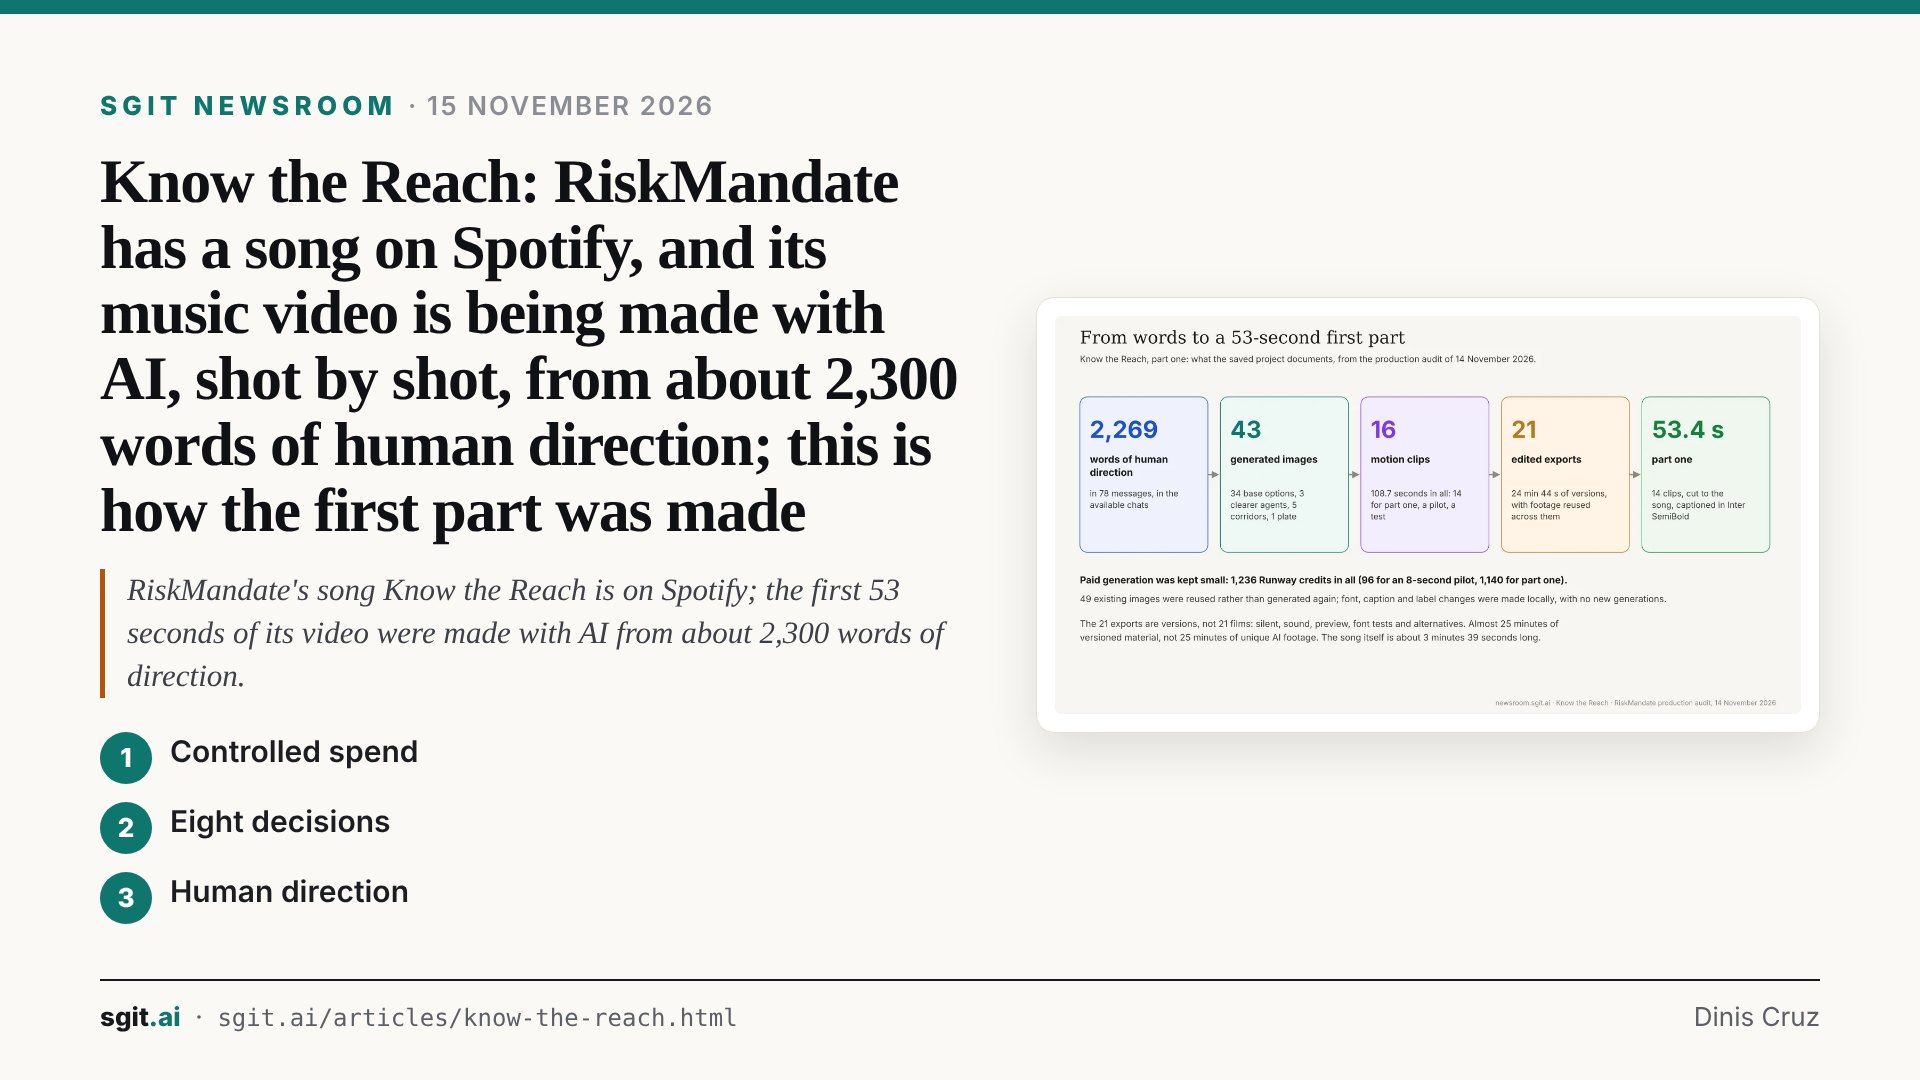 SGIT NEWSROOM · 15 NOVEMBER 2026
Know the Reach: RiskMandate
has a song on Spotify, and its
music video is being made with
AI, shot by shot, from about 2,300
words of human direction; this is
how the first part was made
RiskMandate's song Know the Reach is on Spotify; the first 53
seconds of its video were made with AI from about 2,300 words of
direction.
1 Controlled spend
2 Eight decisions
3 Human direction
From words to a 53-second first part
Know the Reach, part one: what the saved project documents, from the production audit of 14 November 2026.
2,269
words of human
direction
in 78 messages, in the
available chats
43
generated images
34 base options, 3
clearer agents, 5
corridors, 1 plate
16
motion clips
108.7 seconds in all: 14
for part one, a pilot, a
test
21
edited exports
24 min 44 s of versions,
with footage reused
across them
53.4 s
part one
14 clips, cut to the
song, captioned in Inter
SemiBold
Paid generation was kept small: 1,236 Runway credits in all (96 for an 8-second pilot, 1,140 for part one).
49 existing images were reused rather than generated again; font, caption and label changes were made locally, with no new generations.
The 21 exports are versions, not 21 films: silent, sound, preview, font tests and alternatives. Almost 25 minutes of
versioned material, not 25 minutes of unique AI footage. The song itself is about 3 minutes 39 seconds long.
newsroom.sgit.ai · Know the Reach · RiskMandate production audit, 14 November 2026
sgit.ai · sgit.ai/articles/know-the-reach.html
Dinis Cruz